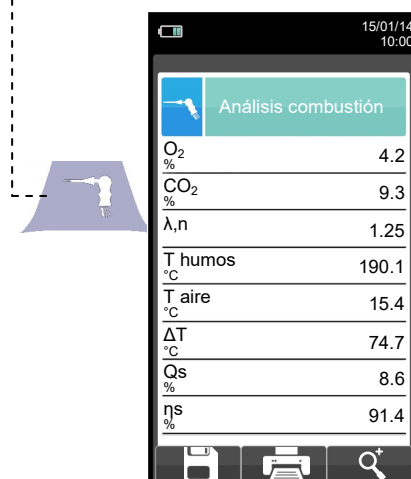 15/01/14
10:00
Análisis combustión
O₂
% 4.2
CO₂
% 9.3
λ,n 1.25
T humos
°C 190.1
T aire
°C 15.4
ΔT
°C 74.7
Qs
% 8.6
ηs
% 91.4